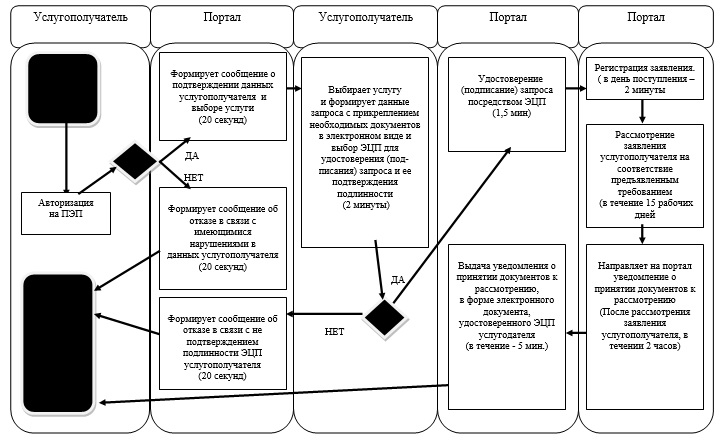 Услугополучатель
Портал
Услугополучатель
Портал
Портал
Авторизация
на ПЭП
Формирует сообщение о
подтверждении данных
услугополучателя и
выборе услуги
(20 секунд)
ДА
НЕТ
Формирует сообщение об
отказе в связи с
имеющимися
нарушениями в
данных услугополучателя
(20 секунд)
Формирует сообщение об
отказе в связи с не
подтверждением
подлинности ЭЦП
услугополучателя
(20 секунд)
Выбирает услугу
и формирует данные
запроса с прикреплением
необходимых документов
в электронном виде и
выбор ЭЦП для
удостоверения (под-
писания) запроса и ее
подтверждения
подлинности
(2 минуты)
ДА
НЕТ
Удостоверение
(подписание) запроса
посредством ЭЦП
(1,5 мин)
Выдача уведомления о
принятии документов к
рассмотрению,
в форме электронного
документа,
удостоверенного ЭЦП
услугодателя
(в течение - 5 мин.)
Регистрация заявления.
( в день поступления –
2 минуты
Рассмотрение
заявления
услугополучателя на
соответствие
предъявленным
требованием
(в течение 15 рабочих
дней
Направляет на портал
уведомление о
принятии документов к
рассмотрению
(После рассмотрения
заявления
услугополучателя, в
течении 2 часов)